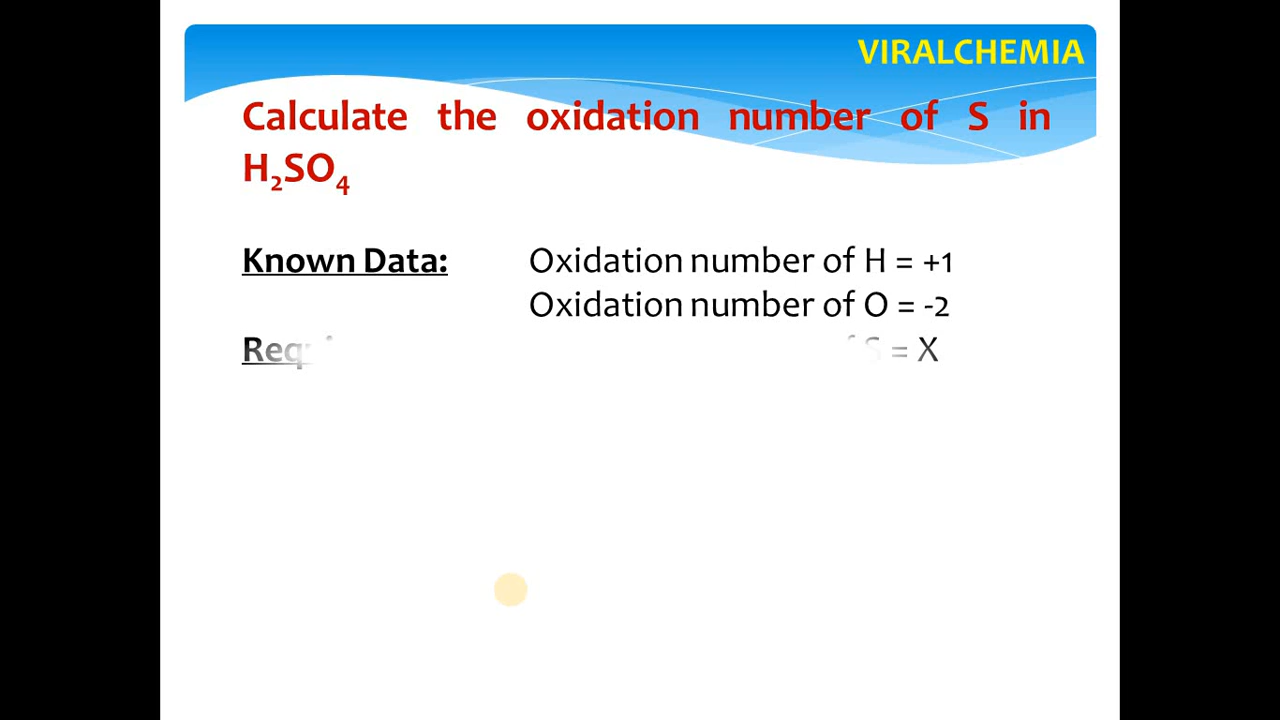 VIRALCHEMIA
Calculate the oxidation number of S in
H₂SO₄
Known Data: Oxidation number of H = +1
Oxidation number of O = -2
S = X